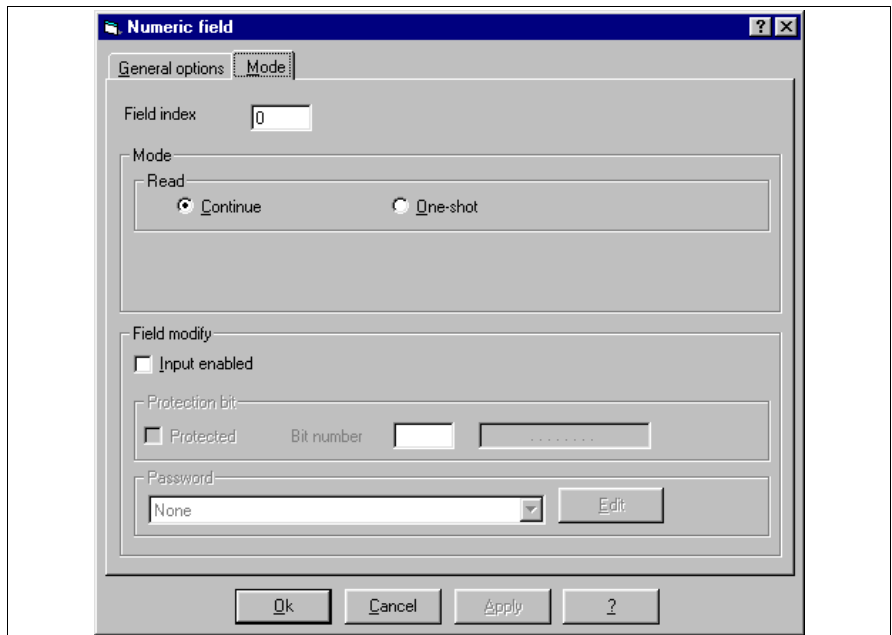 Numeric field
General options Mode
Field index 0
Mode
Read
Continue One-shot
Field modify
Input enabled
Protection bit
Protected Bit number ........
Password
None Edit
Ok Cancel Apply ?